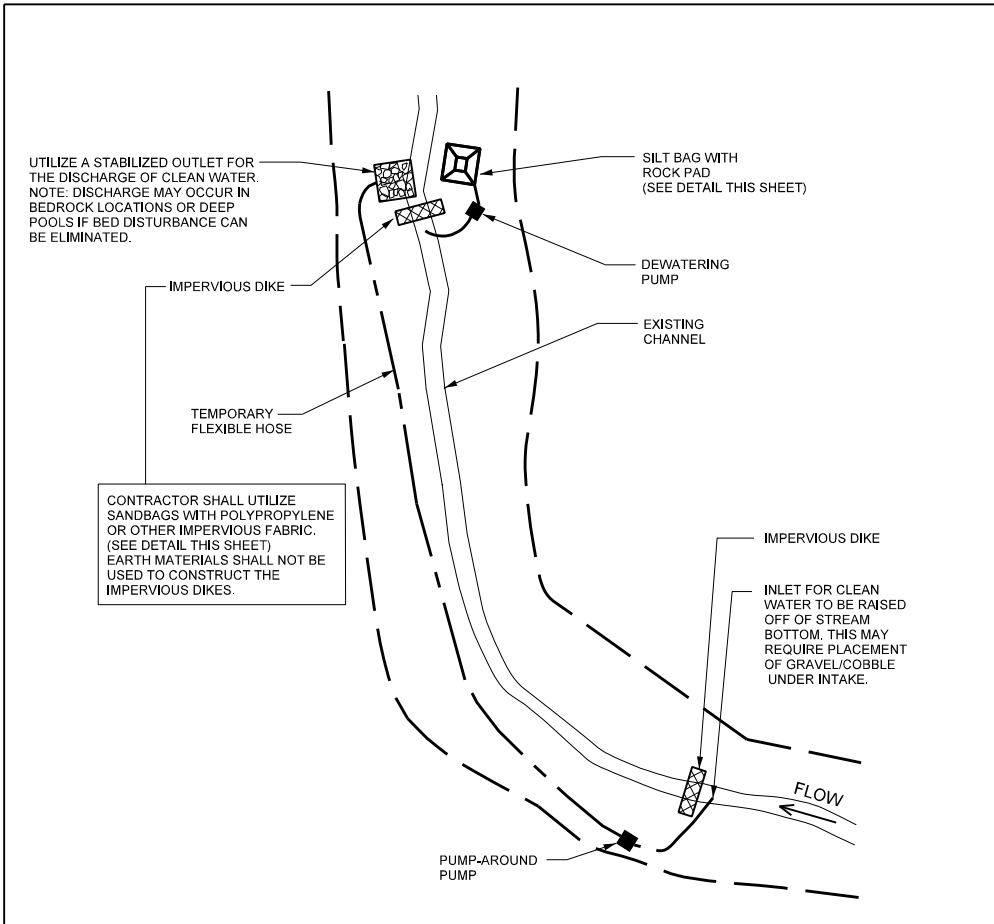 UTILIZE A STABILIZED OUTLET FOR
THE DISCHARGE OF CLEAN WATER.
NOTE: DISCHARGE MAY OCCUR IN
BEDROCK LOCATIONS OR DEEP
POOLS IF BED DISTURBANCE CAN
BE ELIMINATED.
SILT BAG WITH
ROCK PAD
(SEE DETAIL THIS SHEET)
DEWATERING
PUMP
IMPERVIOUS DIKE
EXISTING
CHANNEL
TEMPORARY
FLEXIBLE HOSE
CONTRACTOR SHALL UTILIZE
SANDBAGS WITH POLYPROPYLENE
OR OTHER IMPERVIOUS FABRIC.
(SEE DETAIL THIS SHEET)
EARTH MATERIALS SHALL NOT BE
USED TO CONSTRUCT THE
IMPERVIOUS DIKES.
IMPERVIOUS DIKE
INLET FOR CLEAN
WATER TO BE RAISED
OFF OF STREAM
BOTTOM. THIS MAY
REQUIRE PLACEMENT
OF GRAVEL/COBBLE
UNDER INTAKE.
FLOW
PUMP-AROUND
PUMP